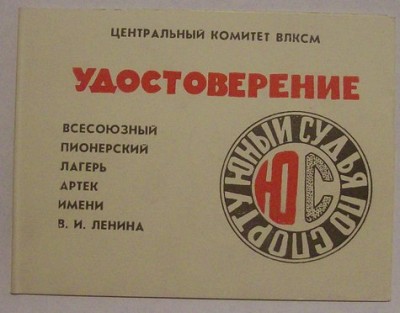 ЦЕНТРАЛЬНЫЙ КОМИТЕТ ВЛКСМ
УДОСТОВЕРЕНИЕ
ВСЕСОЮЗНЫЙ
ПИОНЕРСКИЙ
ЛАГЕРЬ
АРТЕК
ИМЕНИ
В. И. ЛЕНИНА
ЮНЫЙ СУДЬЯ ПО СПОРТУ
ЮС